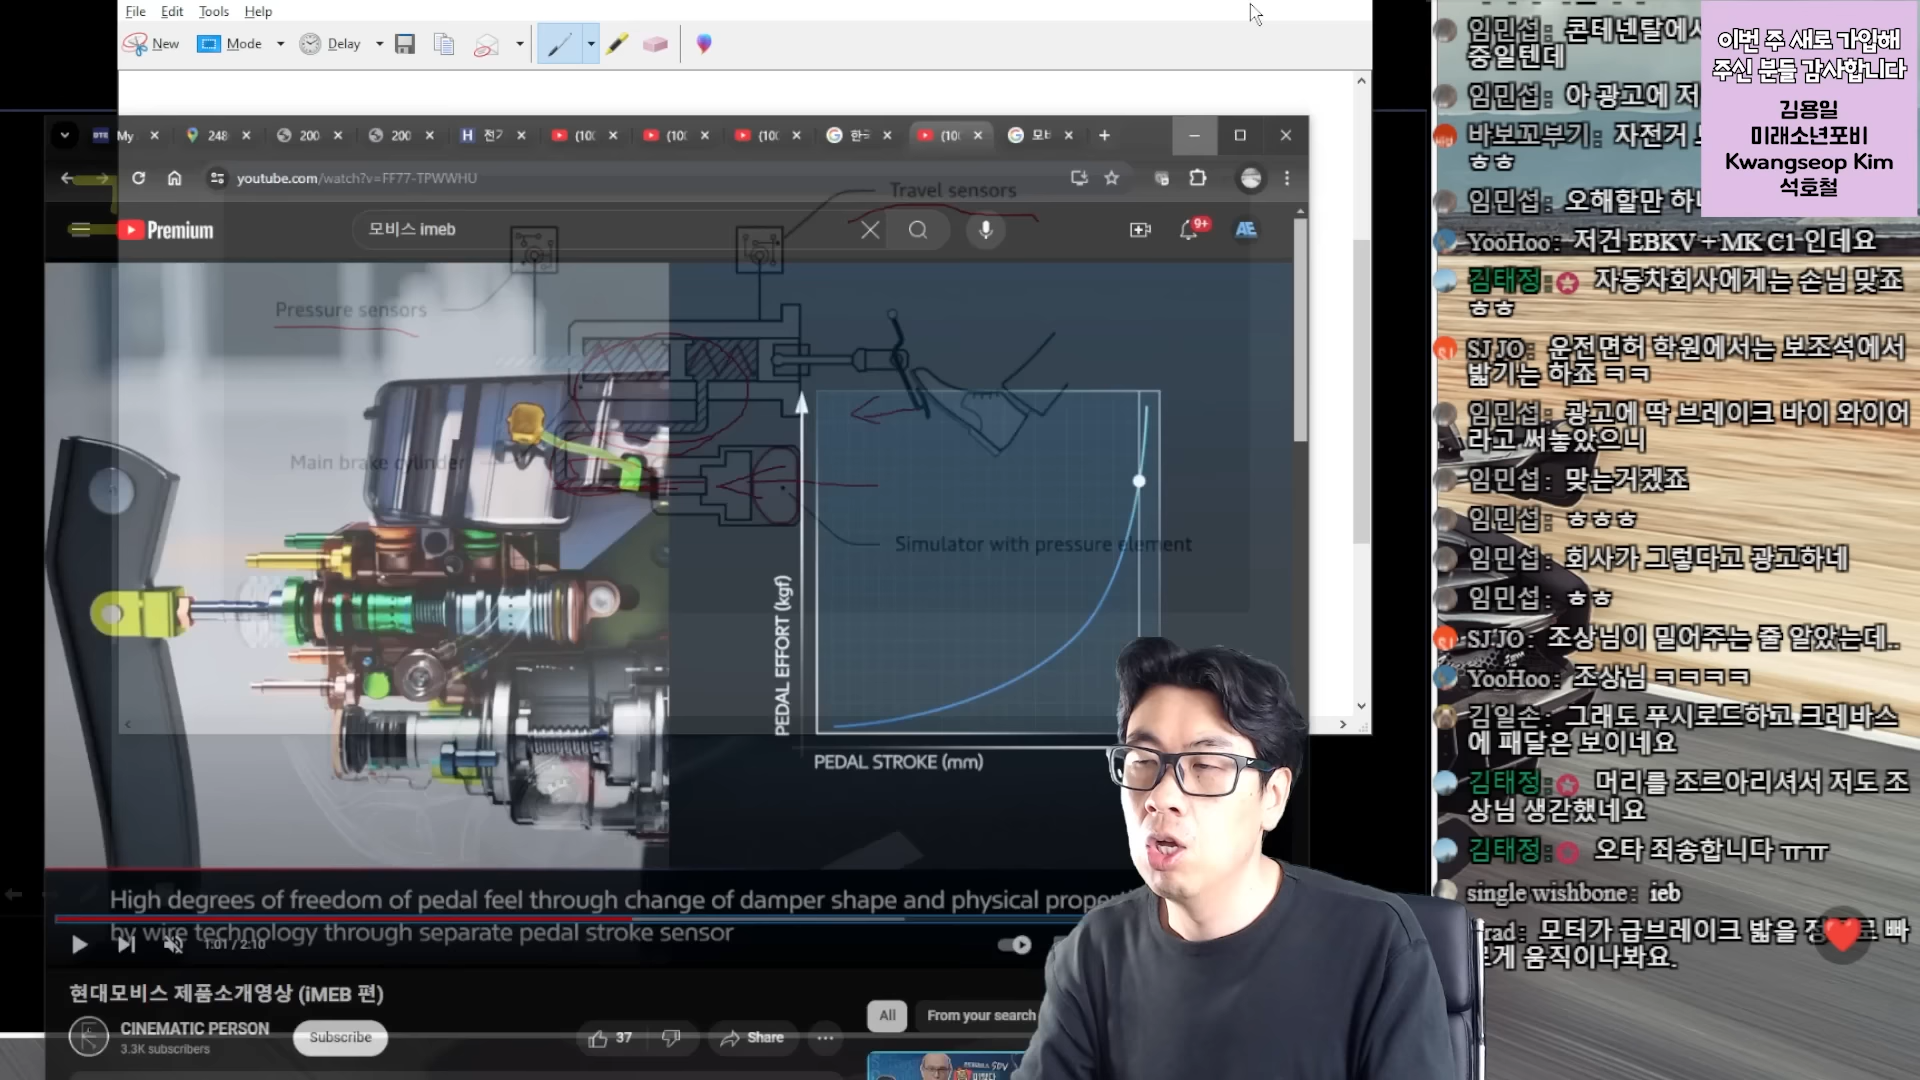 File Edit Tools Help
New Mode Delay
My 248 200 200 전기 (10( (10( (10( 한국 (10( 모비
youtube.com/watch?v=FF77-TPWWHU
Travel sensors
Premium
모비스 imeb
9+
AE
Pressure sensors
Main brake cylinder
Simulator with pressure element
PEDAL EFFORT (kgf)
PEDAL STROKE (mm)
High degrees of freedom of pedal feel through change of damper shape and physical
by wire technology through separate pedal stroke sensor
1:01 / 2:10
현대모비스 제품소개영상 (iMEB 편)
CINEMATIC PERSON
3.3K subscribers
Subscribe
37
Share
All
From your search
이번 주 새로 가입해
주신 분들 감사합니다
김용일
미래소년포비
Kwangseop Kim
석호철
임민섭: 콘테넨탈에서
중일텐데
임민섭: 아 광고에 저
바보꼬부기: 자전거
ㅎㅎ
임민섭: 오해할만 하
YooHoo: 저건 EBKV + MK C1 인데요
김태정: 자동차회사에게는 손님 맞죠
ㅎㅎ
SJ JO: 운전면허 학원에서는 보조석에서
밟기는 하죠 ㅋㅋ
임민섭: 광고에 딱 브레이크 바이 와이어
라고 써놓았으니
임민섭: 맞는거겠죠
임민섭: ㅎㅎㅎ
임민섭: 회사가 그렇다고 광고하네
임민섭: ㅎㅎ
SJ JO: 조상님이 밀어주는 줄 알았는데..
YooHoo: 조상님 ㅋㅋㅋㅋ
김일손: 그래도 푸시로드하고 크레바스
에 패달은 보이네요
김태정: 머리를 조르아리셔서 저도 조
상님 생간했네요
김태정: 오타 죄송합니다 ㅠㅠ
single wishbone: ieb
모터가 급브레이크 밟을
움직이나봐요.